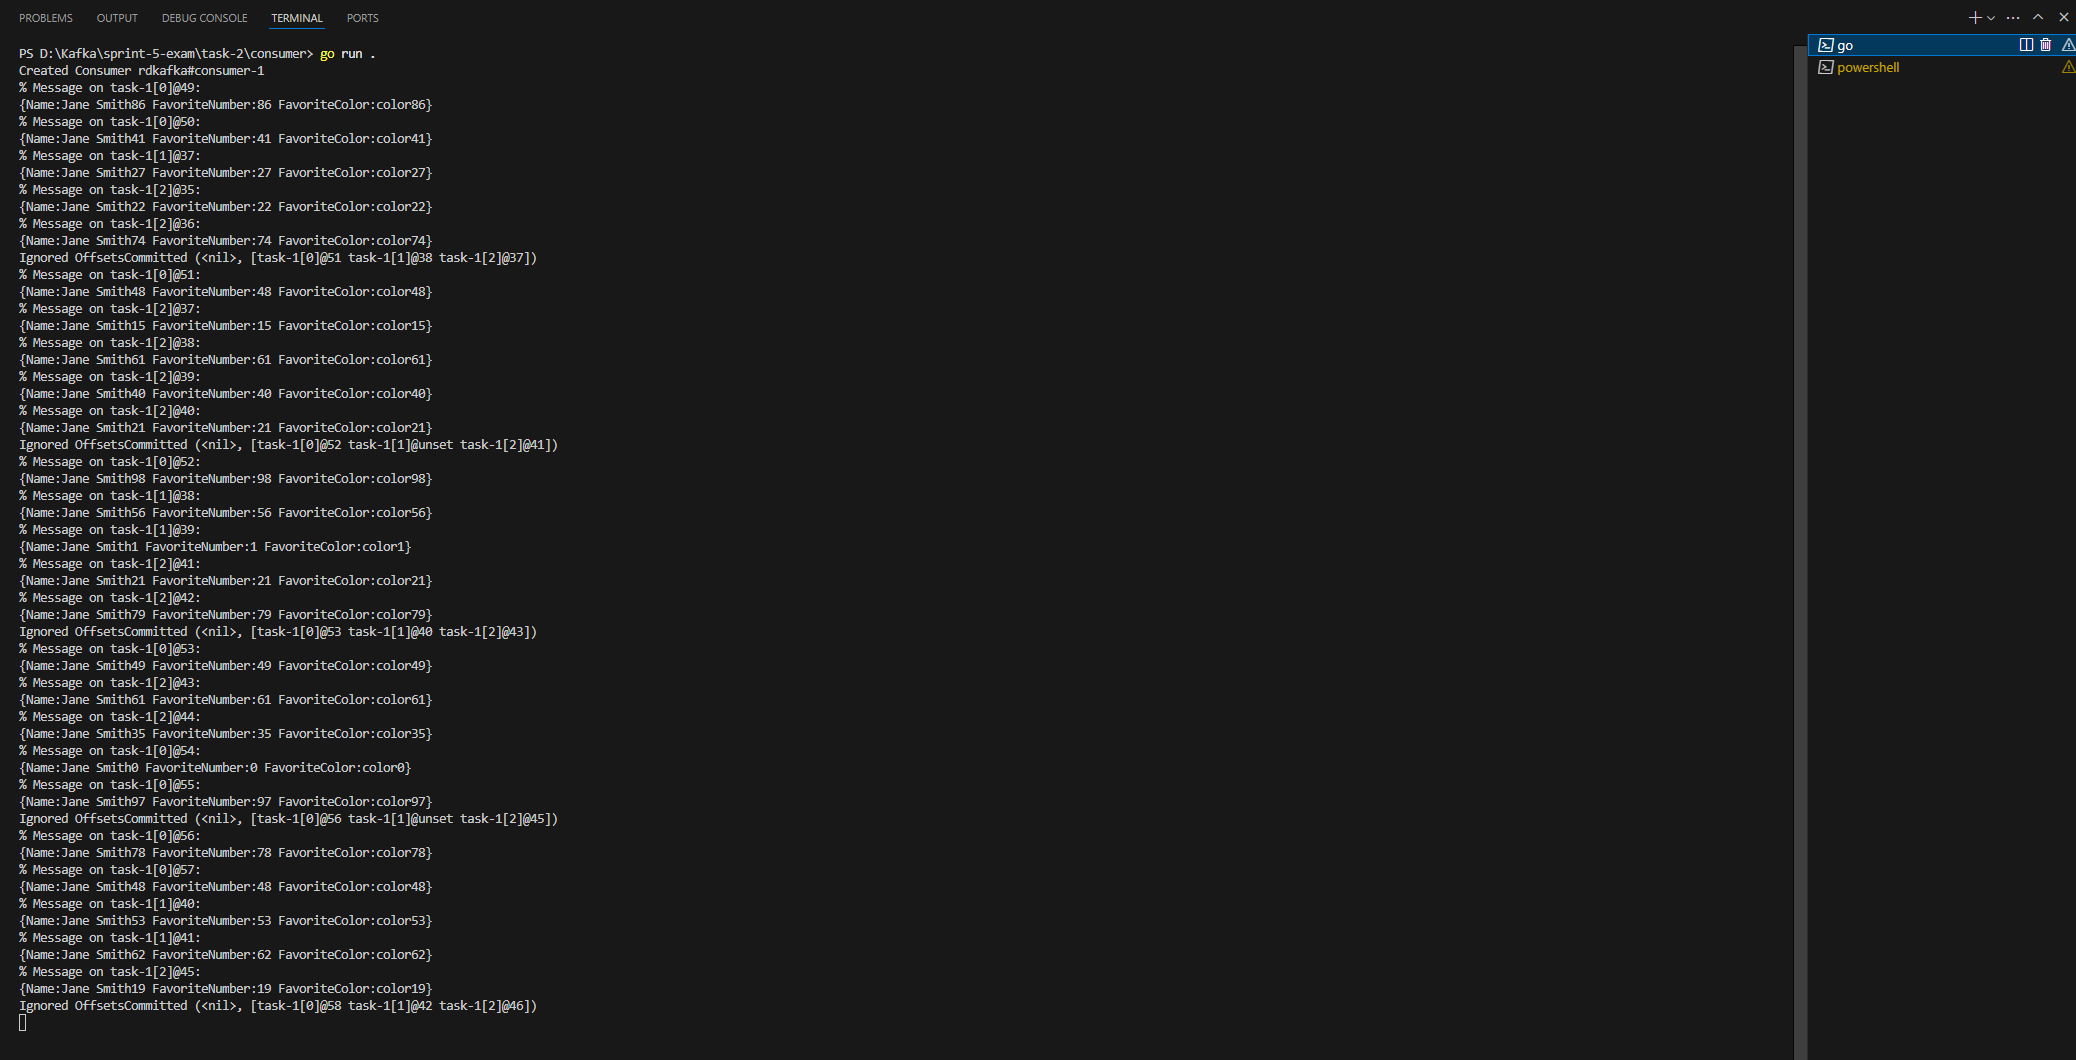 PROBLEMS OUTPUT DEBUG CONSOLE TERMINAL PORTS
PS D:\Kafka\sprint-5-exam\task-2\consumer> go run .
Created Consumer rdkafka#consumer-1
% Message on task-1[0]@49:
{Name:Jane Smith86 FavoriteNumber:86 FavoriteColor:color86}
% Message on task-1[0]@50:
{Name:Jane Smith41 FavoriteNumber:41 FavoriteColor:color41}
% Message on task-1[1]@37:
{Name:Jane Smith27 FavoriteNumber:27 FavoriteColor:color27}
% Message on task-1[2]@35:
{Name:Jane Smith22 FavoriteNumber:22 FavoriteColor:color22}
% Message on task-1[2]@36:
{Name:Jane Smith74 FavoriteNumber:74 FavoriteColor:color74}
Ignored OffsetsCommitted (<nil>, [task-1[0]@51 task-1[1]@38 task-1[2]@37])
% Message on task-1[0]@51:
{Name:Jane Smith48 FavoriteNumber:48 FavoriteColor:color48}
% Message on task-1[2]@37:
{Name:Jane Smith15 FavoriteNumber:15 FavoriteColor:color15}
% Message on task-1[2]@38:
{Name:Jane Smith61 FavoriteNumber:61 FavoriteColor:color61}
% Message on task-1[2]@39:
{Name:Jane Smith40 FavoriteNumber:40 FavoriteColor:color40}
% Message on task-1[2]@40:
{Name:Jane Smith21 FavoriteNumber:21 FavoriteColor:color21}
Ignored OffsetsCommitted (<nil>, [task-1[0]@52 task-1[1]@unset task-1[2]@41])
% Message on task-1[0]@52:
{Name:Jane Smith98 FavoriteNumber:98 FavoriteColor:color98}
% Message on task-1[1]@38:
{Name:Jane Smith56 FavoriteNumber:56 FavoriteColor:color56}
% Message on task-1[1]@39:
{Name:Jane Smith1 FavoriteNumber:1 FavoriteColor:color1}
% Message on task-1[2]@41:
{Name:Jane Smith21 FavoriteNumber:21 FavoriteColor:color21}
% Message on task-1[2]@42:
{Name:Jane Smith79 FavoriteNumber:79 FavoriteColor:color79}
Ignored OffsetsCommitted (<nil>, [task-1[0]@53 task-1[1]@40 task-1[2]@43])
% Message on task-1[0]@53:
{Name:Jane Smith49 FavoriteNumber:49 FavoriteColor:color49}
% Message on task-1[2]@43:
{Name:Jane Smith61 FavoriteNumber:61 FavoriteColor:color61}
% Message on task-1[2]@44:
{Name:Jane Smith35 FavoriteNumber:35 FavoriteColor:color35}
% Message on task-1[0]@54:
{Name:Jane Smith0 FavoriteNumber:0 FavoriteColor:color0}
% Message on task-1[0]@55:
{Name:Jane Smith97 FavoriteNumber:97 FavoriteColor:color97}
Ignored OffsetsCommitted (<nil>, [task-1[0]@56 task-1[1]@unset task-1[2]@45])
% Message on task-1[0]@56:
{Name:Jane Smith78 FavoriteNumber:78 FavoriteColor:color78}
% Message on task-1[0]@57:
{Name:Jane Smith48 FavoriteNumber:48 FavoriteColor:color48}
% Message on task-1[1]@40:
{Name:Jane Smith53 FavoriteNumber:53 FavoriteColor:color53}
% Message on task-1[1]@41:
{Name:Jane Smith62 FavoriteNumber:62 FavoriteColor:color62}
% Message on task-1[2]@45:
{Name:Jane Smith19 FavoriteNumber:19 FavoriteColor:color19}
Ignored OffsetsCommitted (<nil>, [task-1[0]@58 task-1[1]@42 task-1[2]@46])
go
powershell